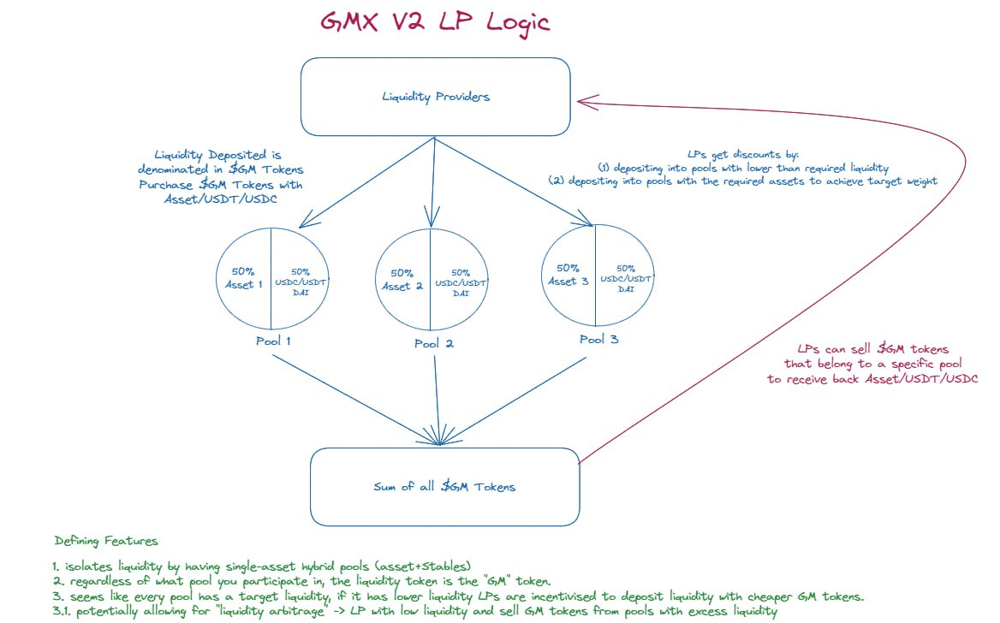 GMX V2 LP Logic
Liquidity Providers
Liquidity Deposited is
denominated in $GM Tokens
Purchase $GM Tokens with
Asset/USDT/USDC
LPs get discounts by:
(1) depositing into pools with lower than required liquidity
(2) depositing into pools with the required assets to achieve target weight
50%
Asset 1
50%
USDC/USDT
DAI
50%
Asset 2
50%
USDC/USDT
DAI
50%
Asset 3
50%
USDC/USDT
DAI
Pool 1
Pool 2
Pool 3
LPs can sell $GM tokens
that belong to a specific pool
to receive back Asset/USDT/USDC
Sum of all $GM Tokens
Defining Features
1. isolates liquidity by having single-asset hybrid pools (asset+Stables)
2. regardless of what pool you participate in, the liquidity token is the "GM" token.
3. seems like every pool has a target liquidity, if it has lower liquidity LPs are incentivised to deposit liquidity with cheaper GM tokens.
3.1. potentially allowing for "liquidity arbitrage" -> LP with low liquidity and sell GM tokens from pools with excess liquidity